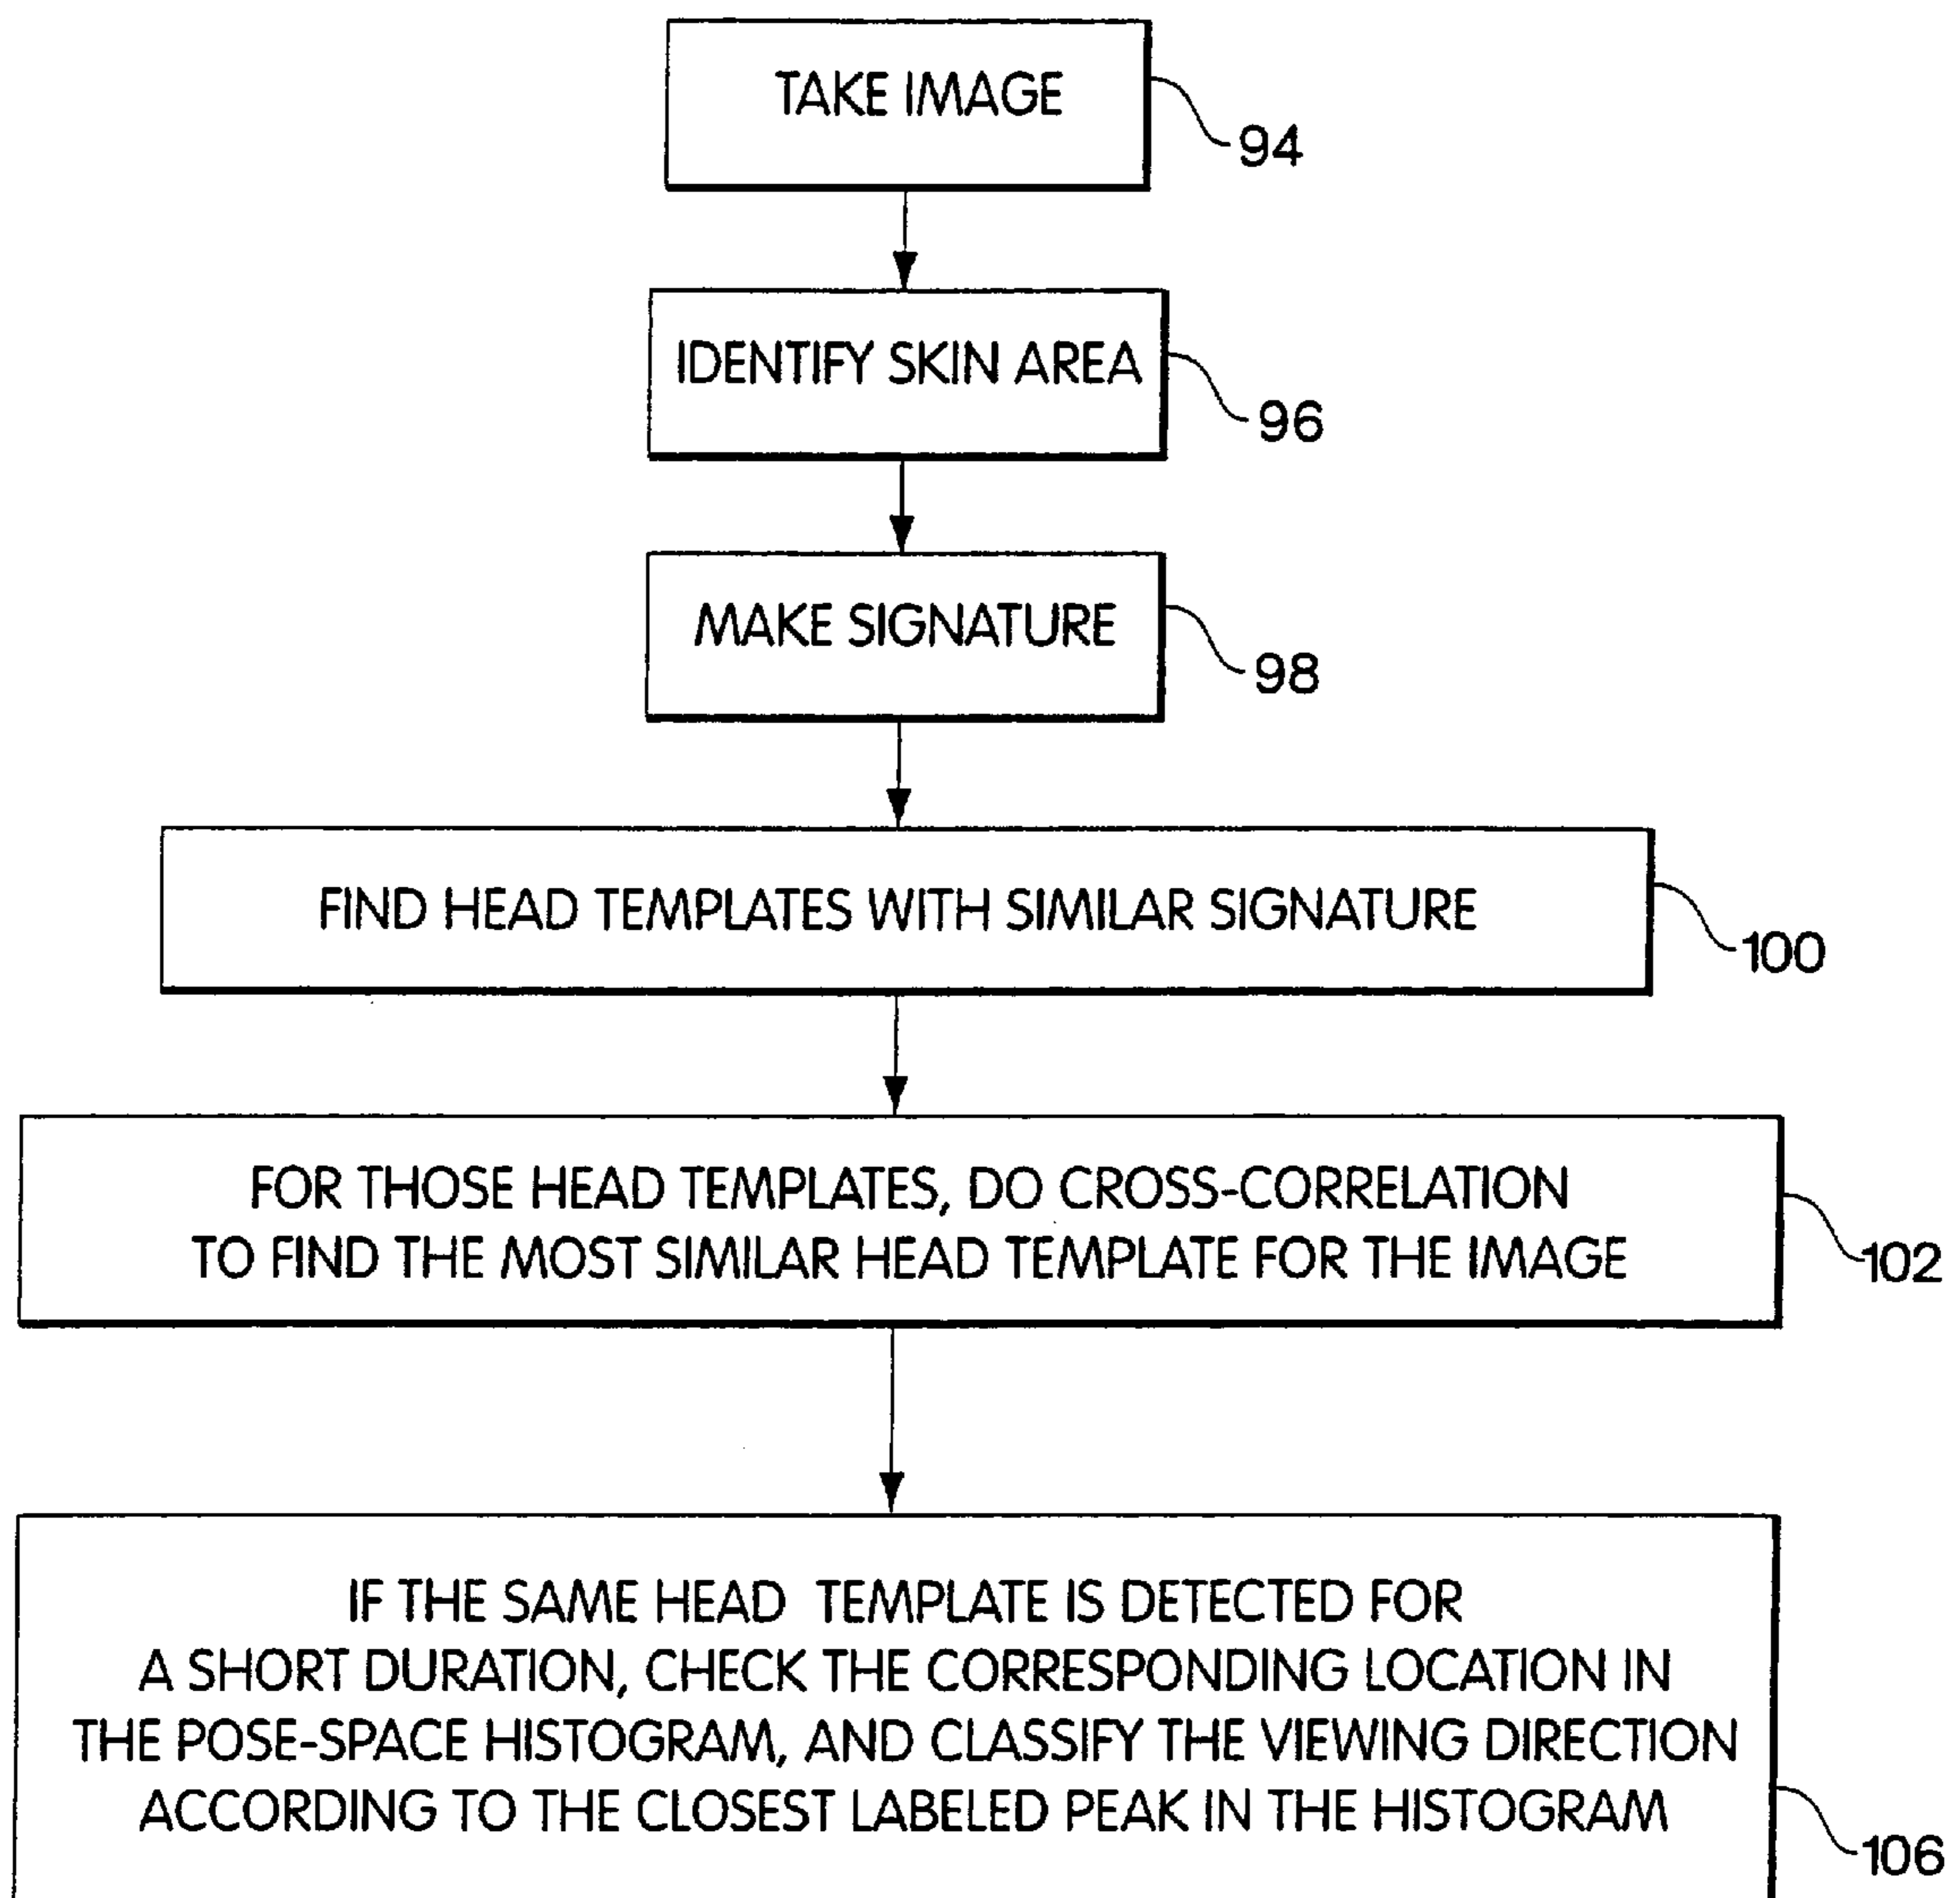 TAKE IMAGE
94
IDENTIFY SKIN AREA
96
MAKE SIGNATURE
98
FIND HEAD TEMPLATES WITH SIMILAR SIGNATURE
100
FOR THOSE HEAD TEMPLATES, DO CROSS-CORRELATION
TO FIND THE MOST SIMILAR HEAD TEMPLATE FOR THE IMAGE
102
IF THE SAME HEAD TEMPLATE IS DETECTED FOR
A SHORT DURATION, CHECK THE CORRESPONDING LOCATION IN
THE POSE-SPACE HISTOGRAM, AND CLASSIFY THE VIEWING DIRECTION
ACCORDING TO THE CLOSEST LABELED PEAK IN THE HISTOGRAM
106